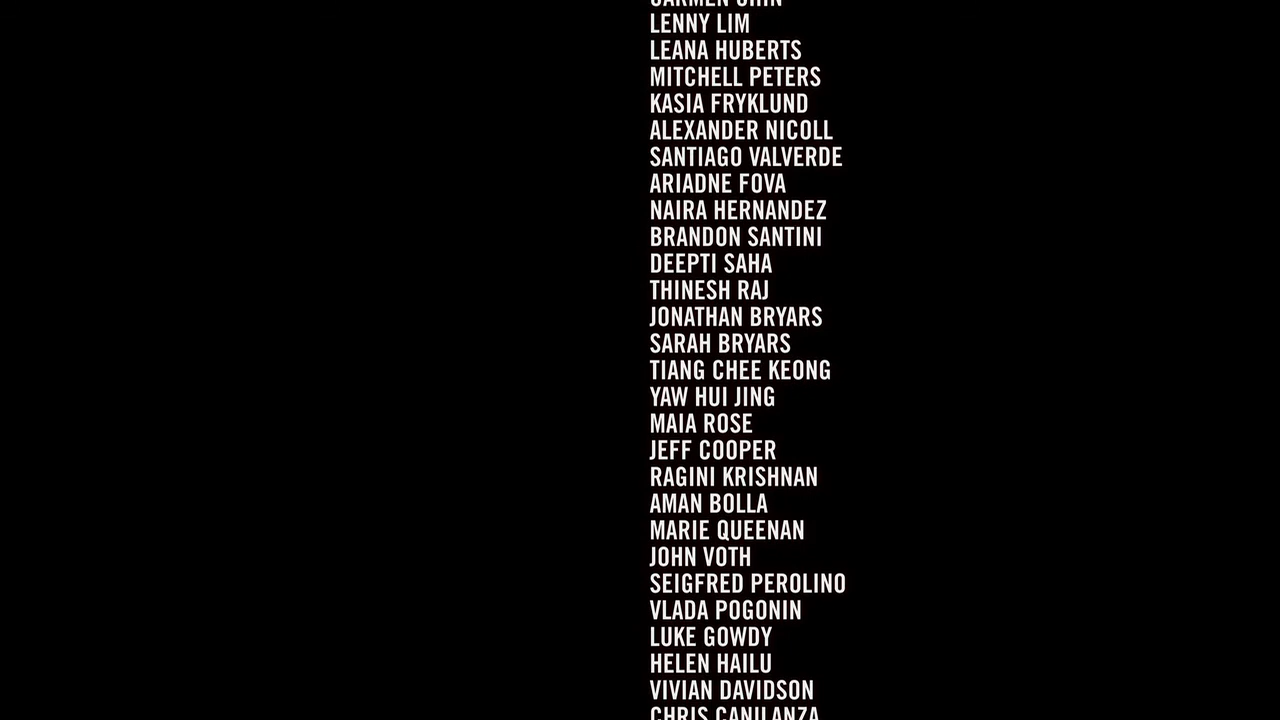 LENNY LIM
LEANA HUBERTS
MITCHELL PETERS
KASIA FRYKLUND
ALEXANDER NICOLL
SANTIAGO VALVERDE
ARIADNE FOVA
NAIRA HERNANDEZ
BRANDON SANTINI
DEEPTI SAHA
THINESH RAJ
JONATHAN BRYARS
SARAH BRYARS
TIANG CHEE KEONG
YAW HUI JING
MAIA ROSE
JEFF COOPER
RAGINI KRISHNAN
AMAN BOLLA
MARIE QUEENAN
JOHN VOTH
SEIGFRED PEROLINO
VLADA POGONIN
LUKE GOWDY
HELEN HAILU
VIVIAN DAVIDSON
CHRIS CANILANZA